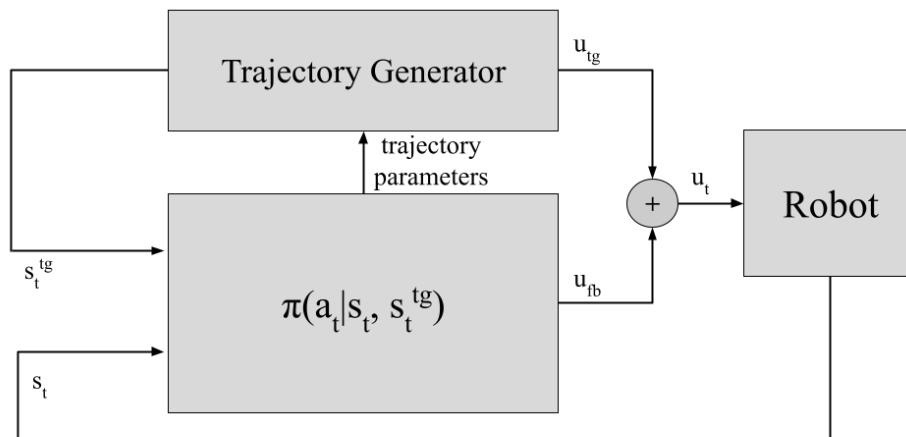 Trajectory Generator
u_tg
trajectory
parameters
u_t
+
Robot
s_t^tg
π(a_t|s_t, s_t^tg)
u_fb
s_t